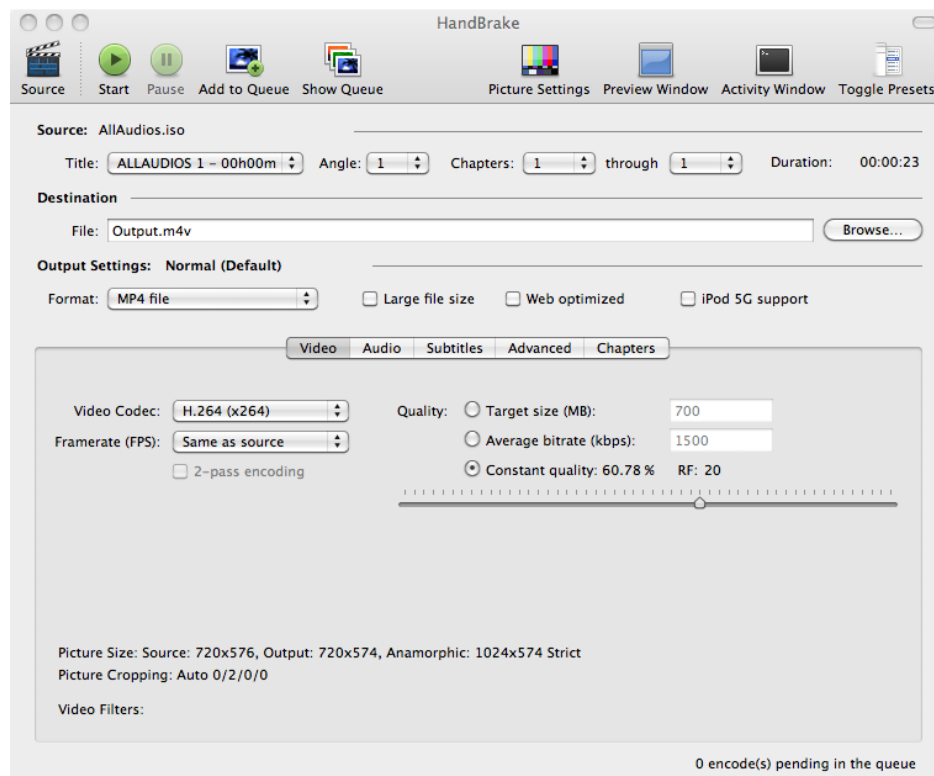 HandBrake
Source Start Pause Add to Queue Show Queue Picture Settings Preview Window Activity Window Toggle Presets
Source: AllAudios.iso
Title: ALLAUDIOS 1 - 00h00m Angle: 1 Chapters: 1 through 1 Duration: 00:00:23
Destination
File: Output.m4v Browse...
Output Settings: Normal (Default)
Format: MP4 file Large file size Web optimized iPod 5G support
Video Audio Subtitles Advanced Chapters
Video Codec: H.264 (x264) Quality: Target size (MB): 700
Framerate (FPS): Same as source Average bitrate (kbps): 1500
2-pass encoding Constant quality: 60.78 % RF: 20
Picture Size: Source: 720x576, Output: 720x574, Anamorphic: 1024x574 Strict
Picture Cropping: Auto 0/2/0/0
Video Filters:
0 encode(s) pending in the queue